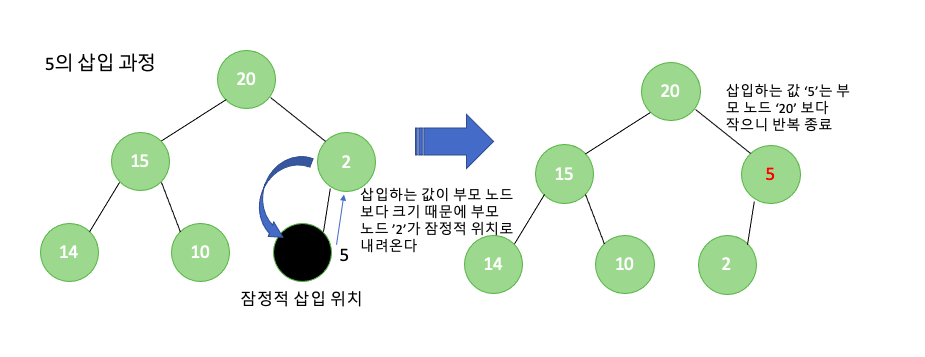 5의 삽입 과정
20
15
2
14
10
5
삽입하는 값이 부모 노드
보다 크기 때문에 부모
노드 ’2’가 잠정적 위치로
내려온다
잠정적 삽입 위치
20
삽입하는 값 ‘5’는 부
모 노드 ‘20’ 보다
작으니 반복 종료
15
5
14
10
2